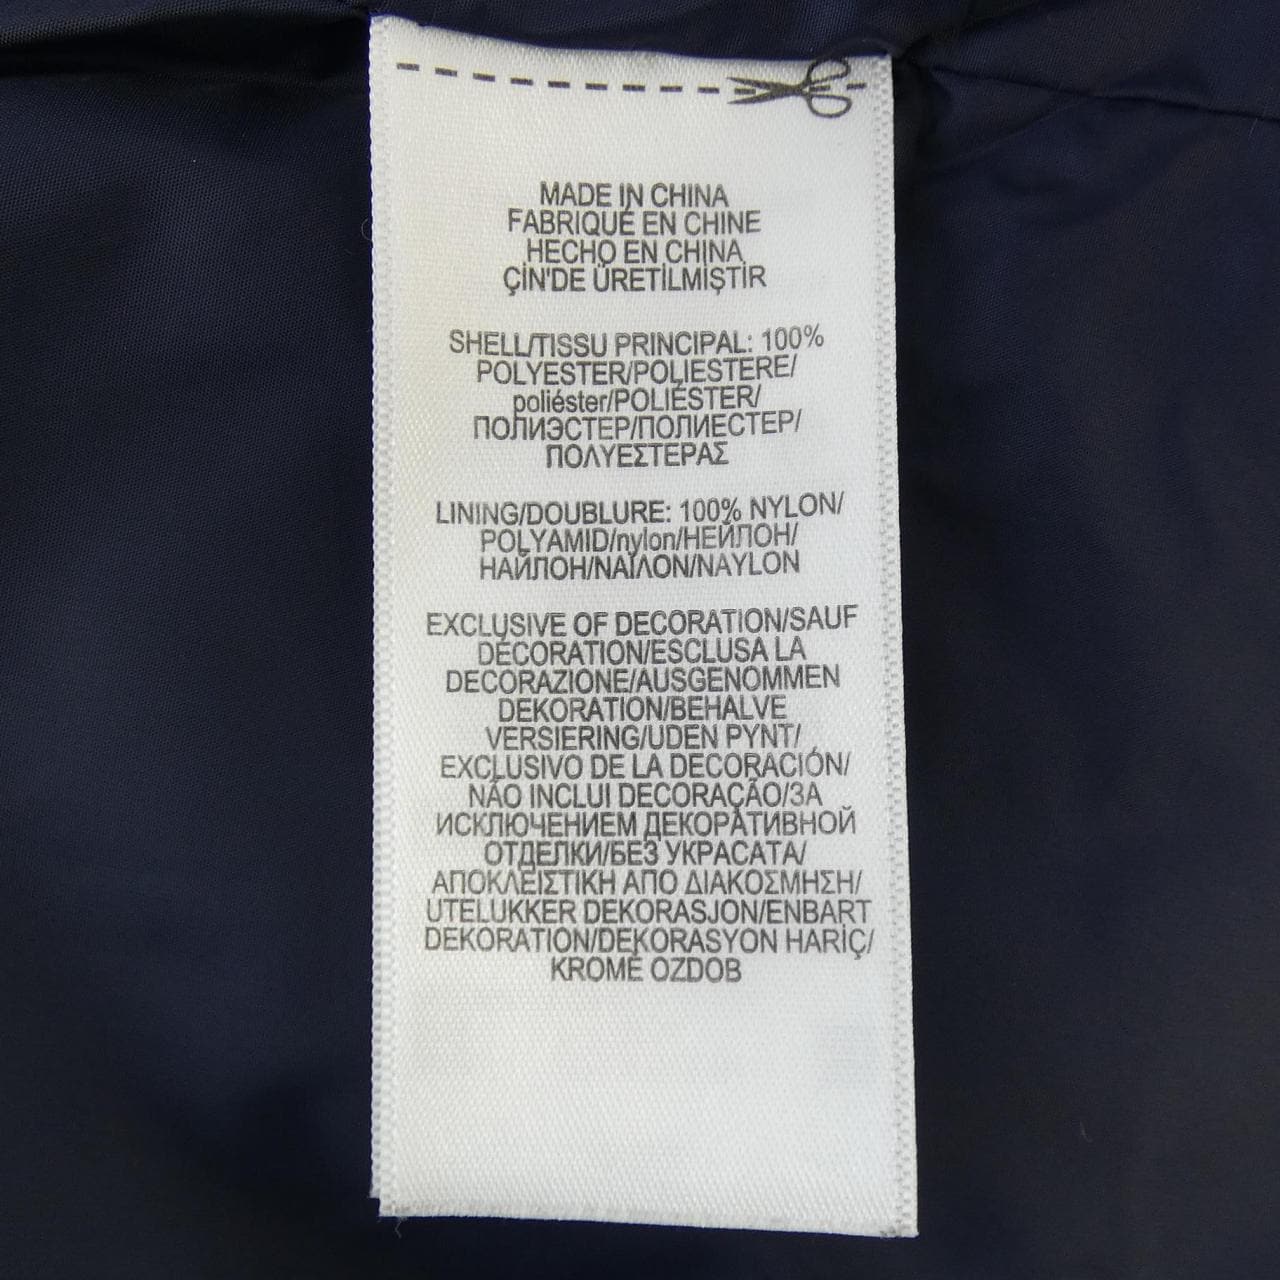 MADE IN CHINA
FABRIQUÉ EN CHINE
HECHO EN CHINA
ÇİN'DE ÜRETİLMİŞTİR
SHELL/TISSU PRINCIPAL: 100%
POLYESTER/POLIESTERE/
poliéster/POLIÉSTER/
ПОЛИЭСТЕР/ПОЛИЕСТЕР/
ΠΟΛΥΕΣΤΕΡΑΣ
LINING/DOUBLURE: 100% NYLON/
POLYAMID/nylon/НЕЙЛОН/
НАЙЛОН/ΝΑΪΛΟΝ/NAYLON
EXCLUSIVE OF DECORATION/SAUF
DÉCORATION/ESCLUSA LA
DECORAZIONE/AUSGENOMMEN
DEKORATION/BEHALVE
VERSIERING/UDEN PYNT/
EXCLUSIVO DE LA DECORACIÓN/
NÃO INCLUI DECORAÇÃO/ЗА
ИСКЛЮЧЕНИЕМ ДЕКОРАТИВНОЙ
ОТДЕЛКИ/БЕЗ УКРАСАТА/
ΑΠΟΚΛΕΙΣΤΙΚΗ ΑΠΟ ΔΙΑΚΟΣΜΗΣΗ/
UTELUKKER DEKORASJON/ENBART
DEKORATION/DEKORASYON HARİÇ/
KROMĚ OZDOB